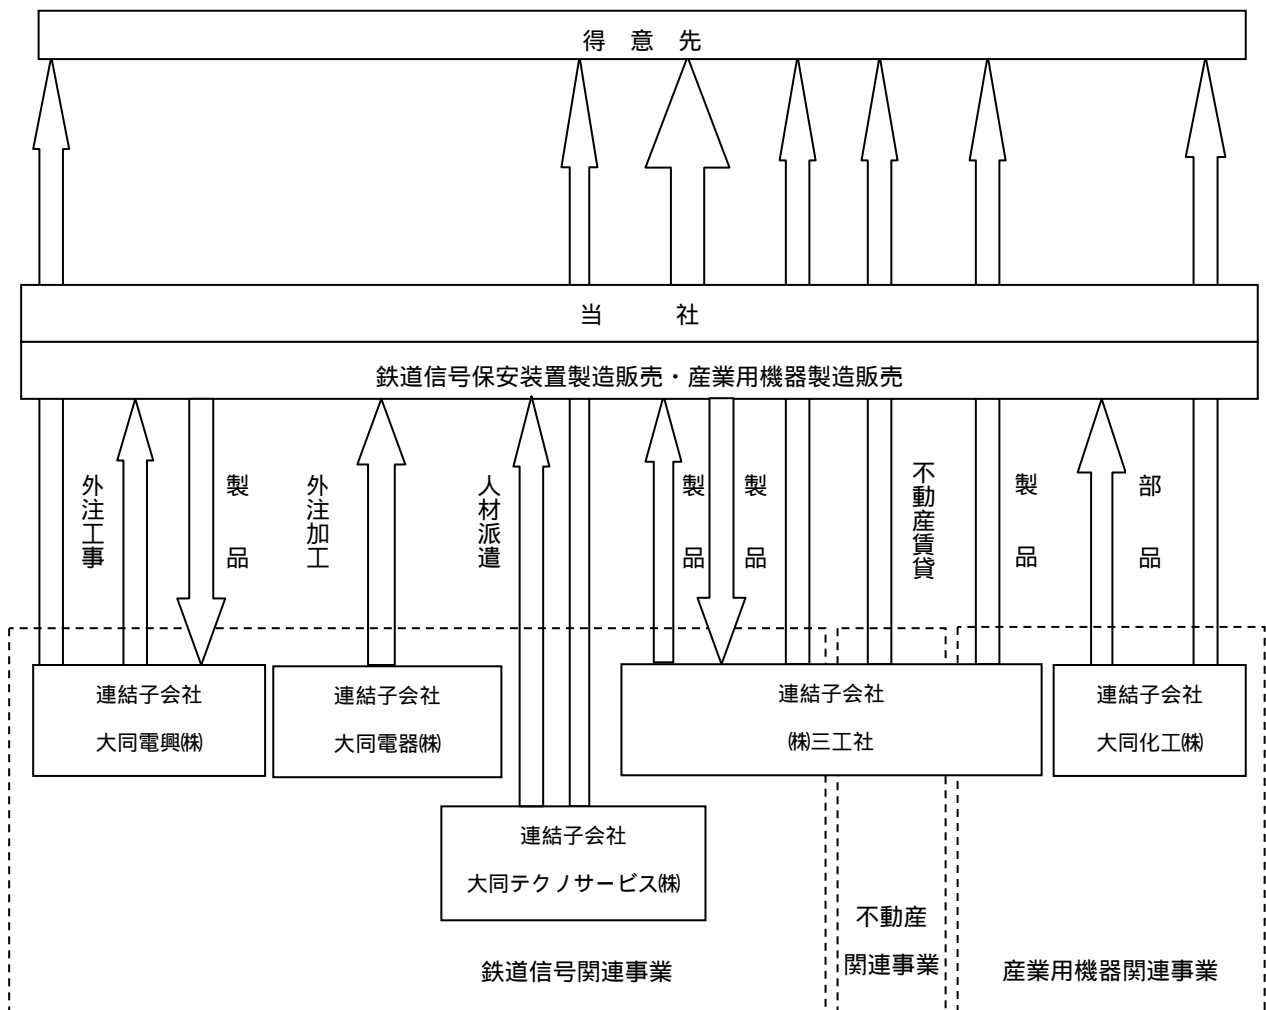 得 意 先
当 社
鉄道信号保安装置製造販売・産業用機器製造販売
外注工事
製品
外注加工
人材派遣
製品
製品
不動産賃貸
製品
部品
連結子会社
大同電興㈱
連結子会社
大同電器㈱
連結子会社
㈱三工社
連結子会社
大同化工㈱
連結子会社
大同テクノサービス㈱
鉄道信号関連事業
不動産
関連事業
産業用機器関連事業